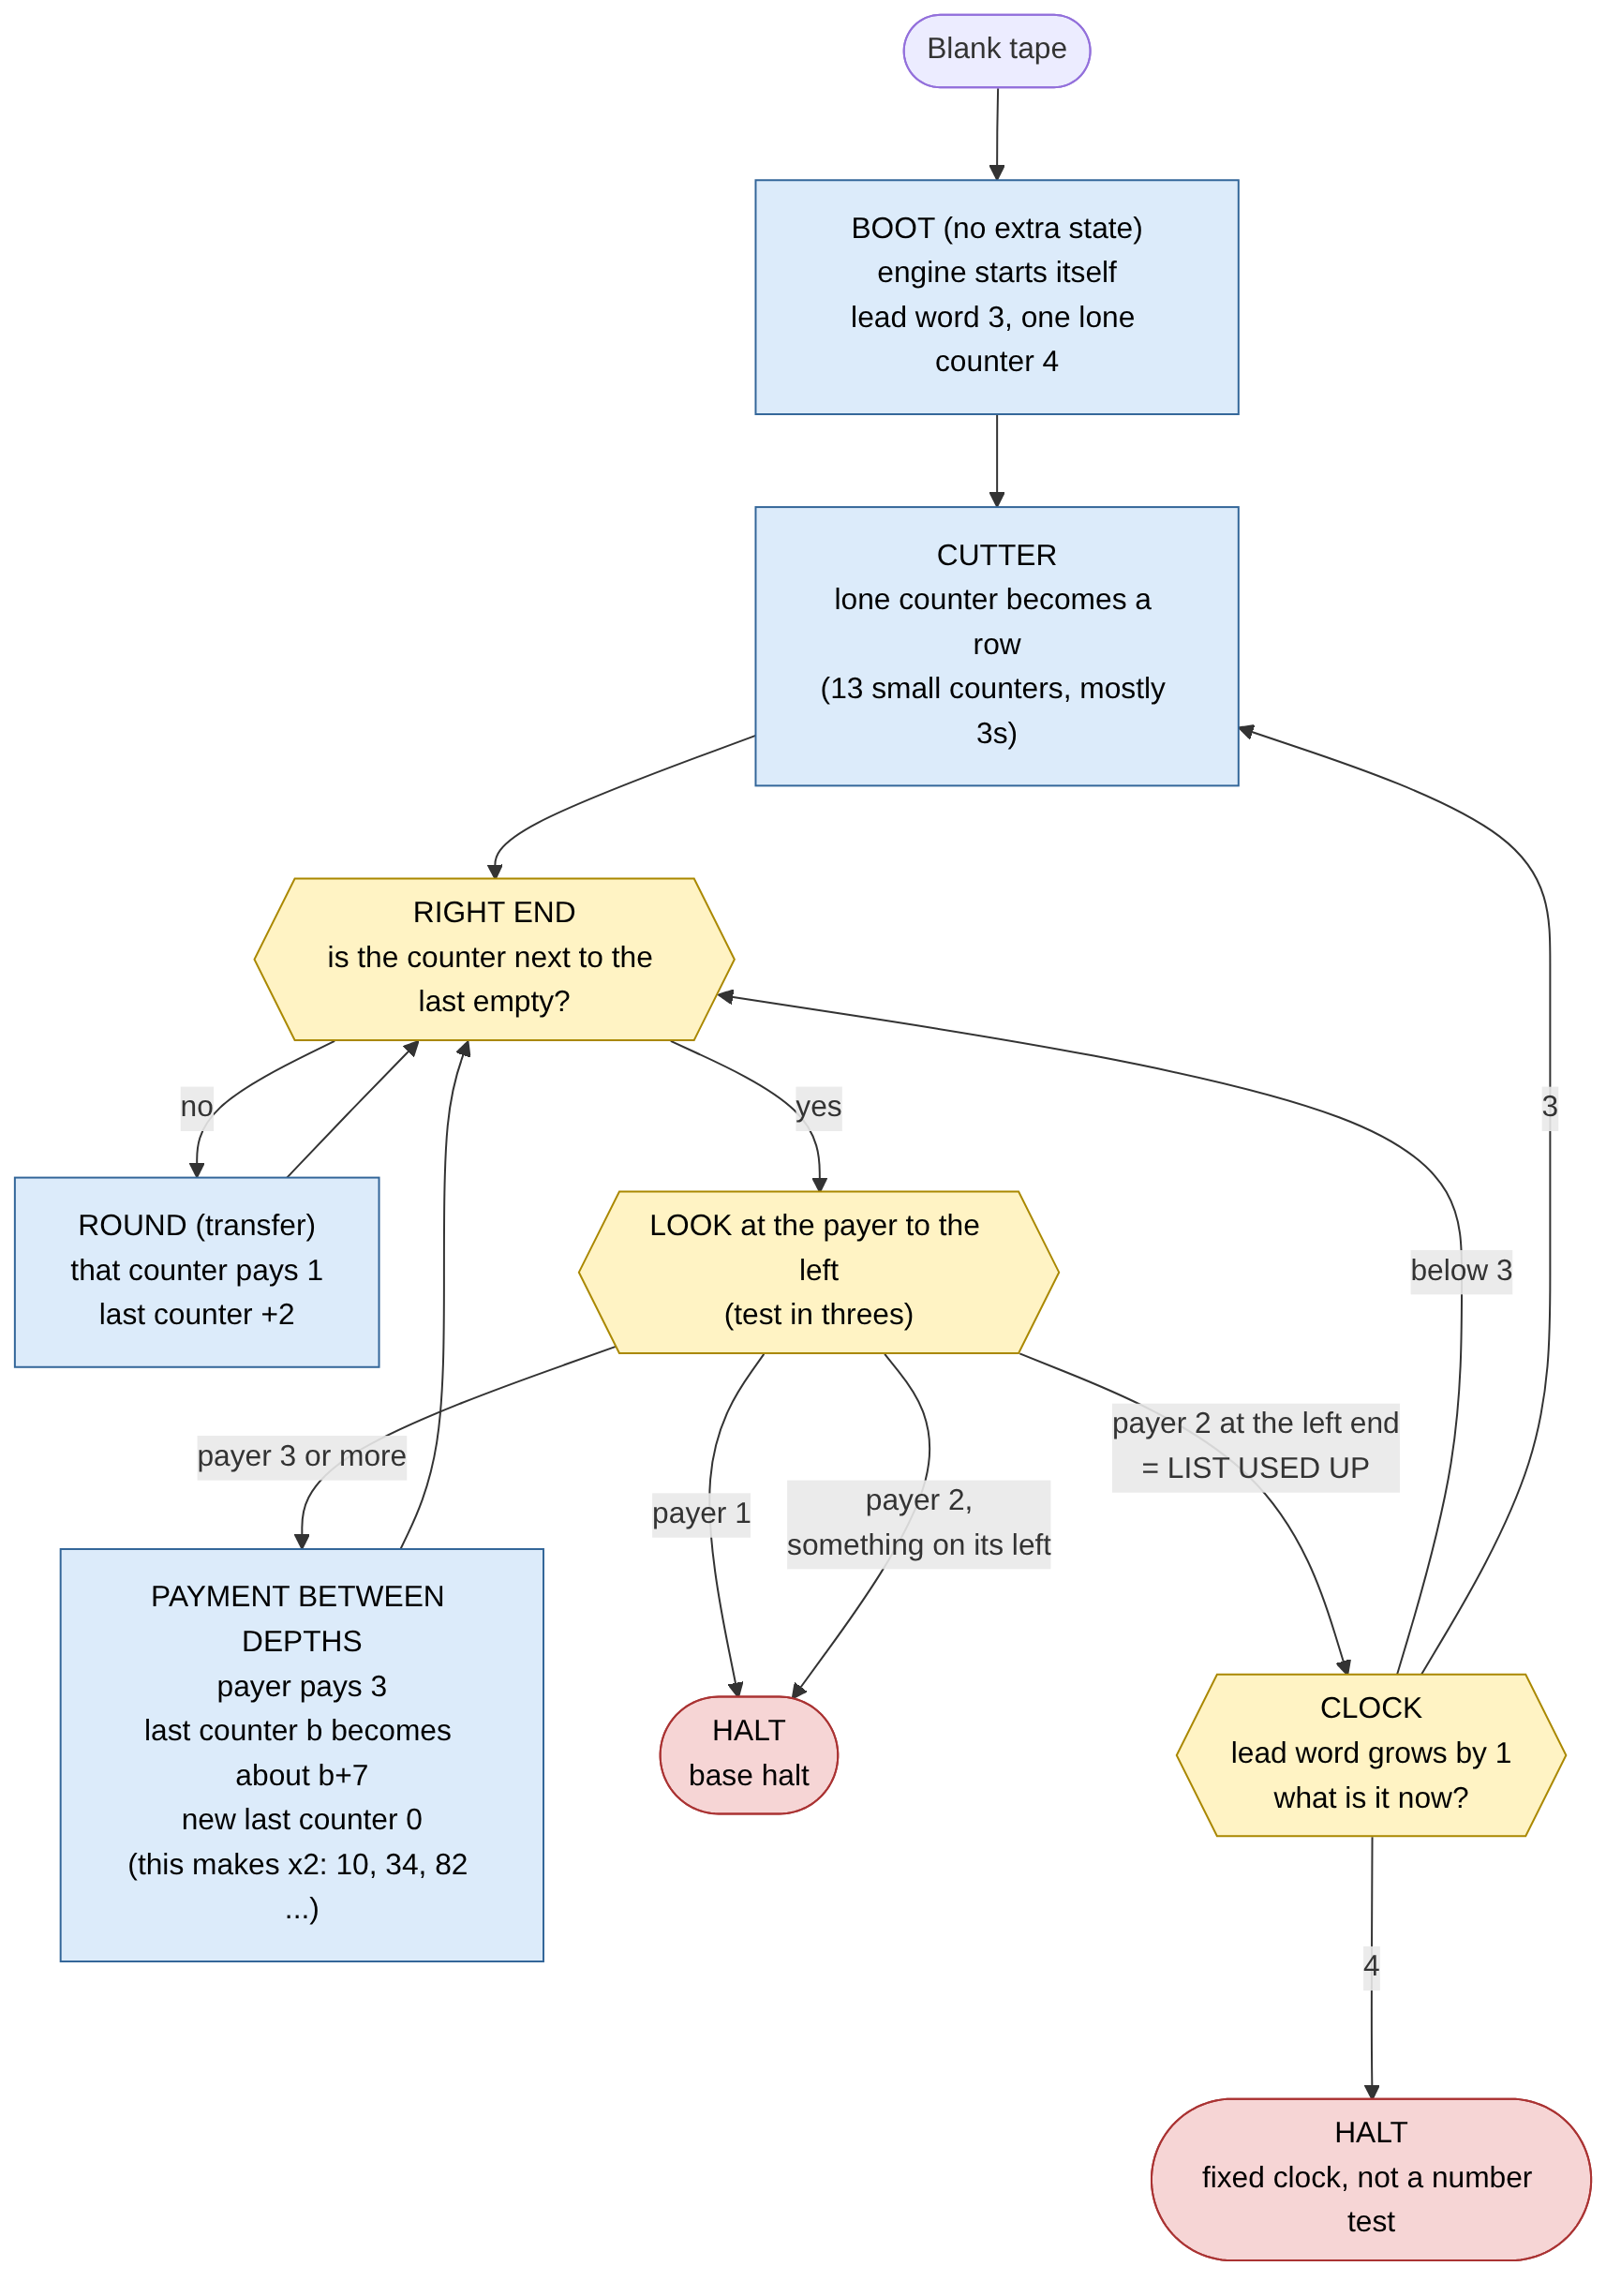 Blank tape
BOOT (no extra state)
engine starts itself
lead word 3, one lone
counter 4
CUTTER
lone counter becomes a
row
(13 small counters, mostly
3s)
RIGHT END
is the counter next to the
last empty?
no
yes
3
ROUND (transfer)
that counter pays 1
last counter +2
LOOK at the payer to the
left
(test in threes)
below 3
payer 3 or more
payer 1
payer 2,
something on its left
payer 2 at the left end
= LIST USED UP
PAYMENT BETWEEN
DEPTHS
payer pays 3
last counter b becomes
about b+7
new last counter 0
(this makes x2: 10, 34, 82
...)
HALT
base halt
CLOCK
lead word grows by 1
what is it now?
4
HALT
fixed clock, not a number
test